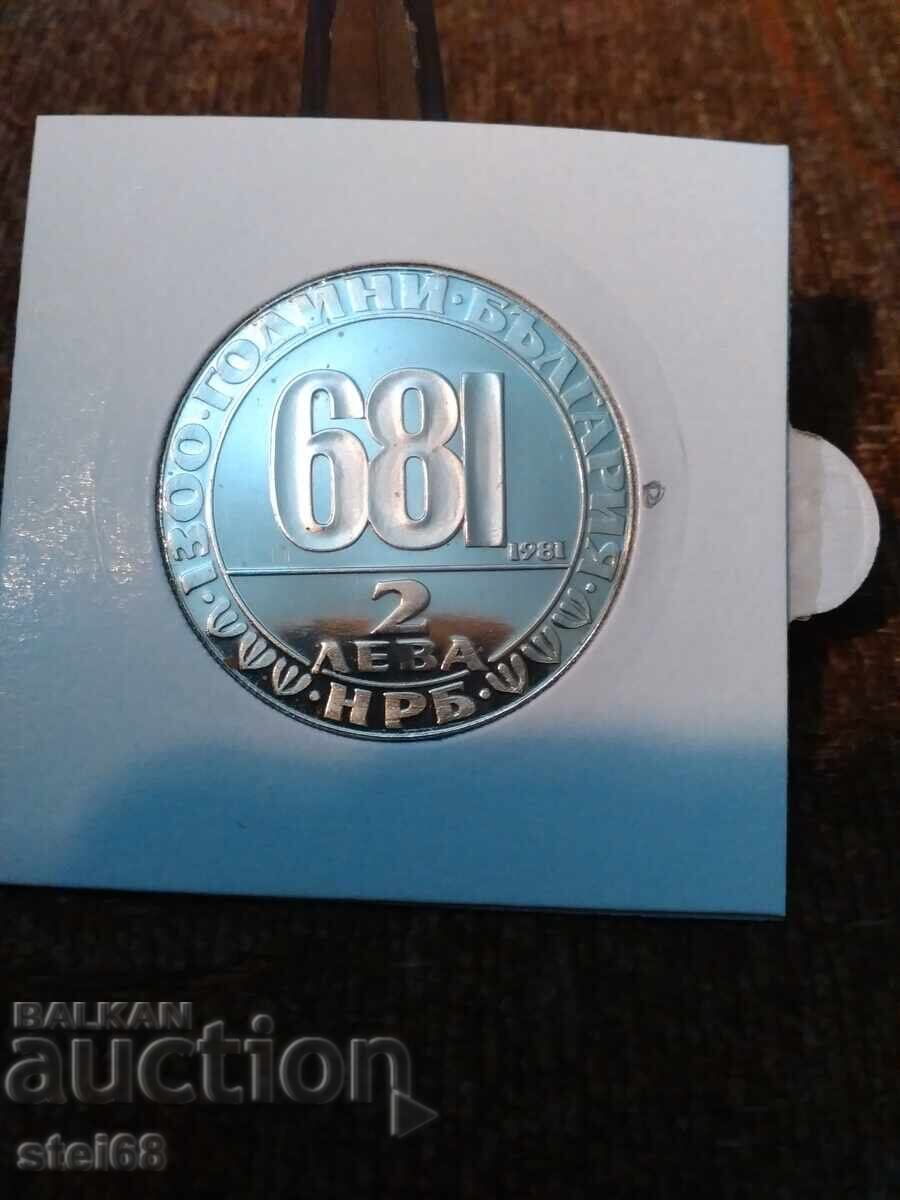 ·1300·ГОДИНИ·БЪЛГАРИЯ·
681
1981
2
ЛЕВА
·НРБ·
BALKAN
auction
stei68